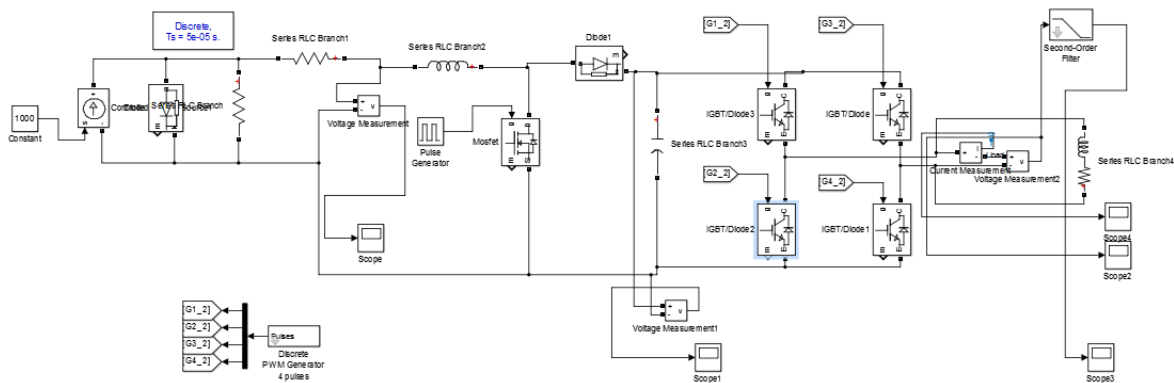 Discrete,
Ts = 5e-05 s.
Series RLC Branch1
Series RLC Branch2
Diode1
[G1_2]
[G3_2]
Second-Order
Filter
1000
Constant
Series RLC Branch
Voltage Measurement
Pulse
Generator
Mosfet
IGBT/Diode3
IGBT/Diode
Series RLC Branch3
Current Measurement
Voltage Measurement2
Series RLC Branch4
[G2_2]
[G4_2]
IGBT/Diode2
IGBT/Diode1
Scope
Scope4
Scope2
[G1_2]
[G2_2]
[G3_2]
[G4_2]
Pulses
Discrete
PWM Generator
4 pulses
Voltage Measurement1
Scope1
Scope3